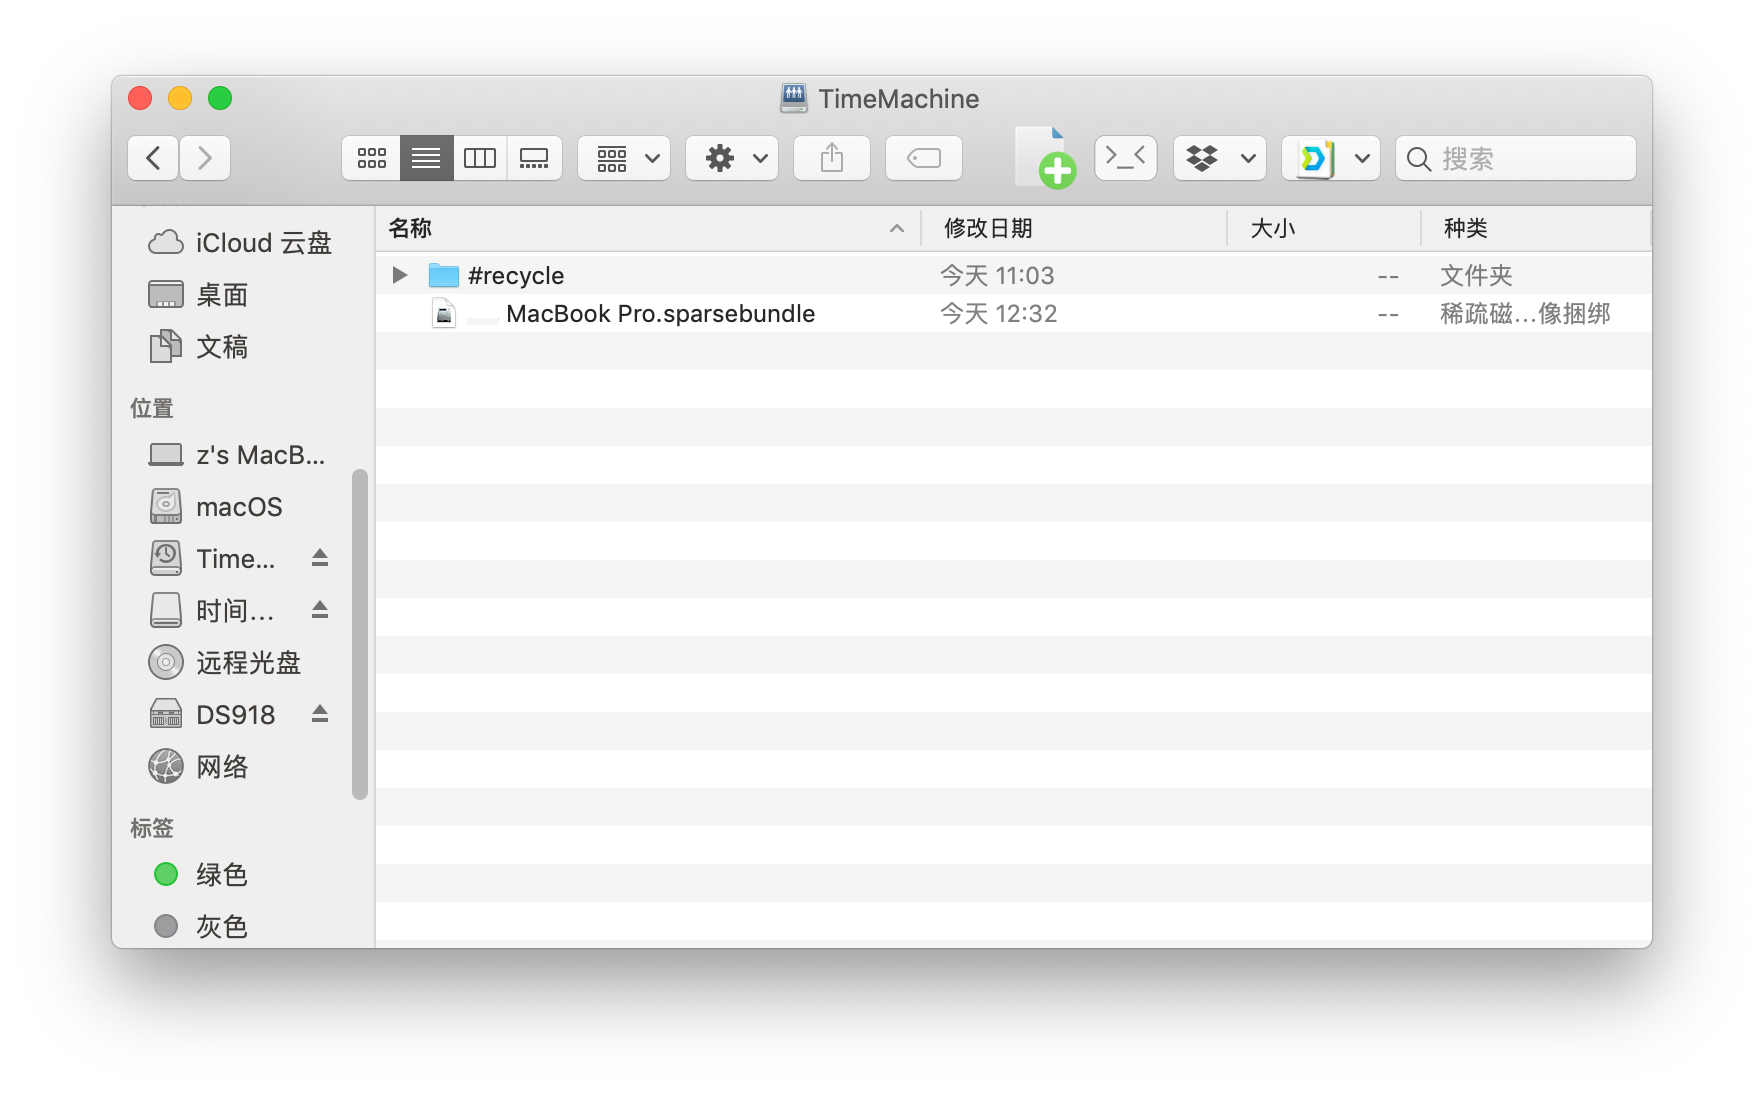 TimeMachine
搜索
iCloud 云盘
桌面
文稿
位置
z's MacB...
macOS
Time...
时间...
远程光盘
DS918
网络
标签
绿色
灰色
名称 修改日期 大小 种类
#recycle 今天 11:03 -- 文件夹
MacBook Pro.sparsebundle 今天 12:32 -- 稀疏磁...像捆绑